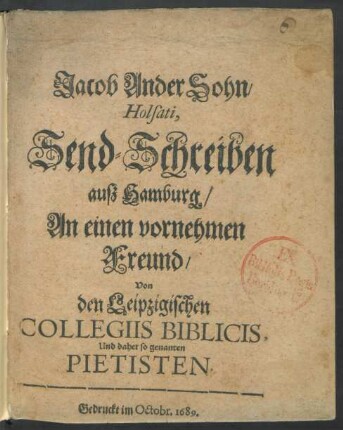 Jacob Ander Sohn/
Holsati,
Send-Schreiben
auß Hamburg/
An einen vornehmen
Freund/
Von
den Leipzigischen
COLLEGIIS BIBLICIS,
Und daher so genanten
PIETISTEN.
Gedruckt im Octobr. 1689.
EX